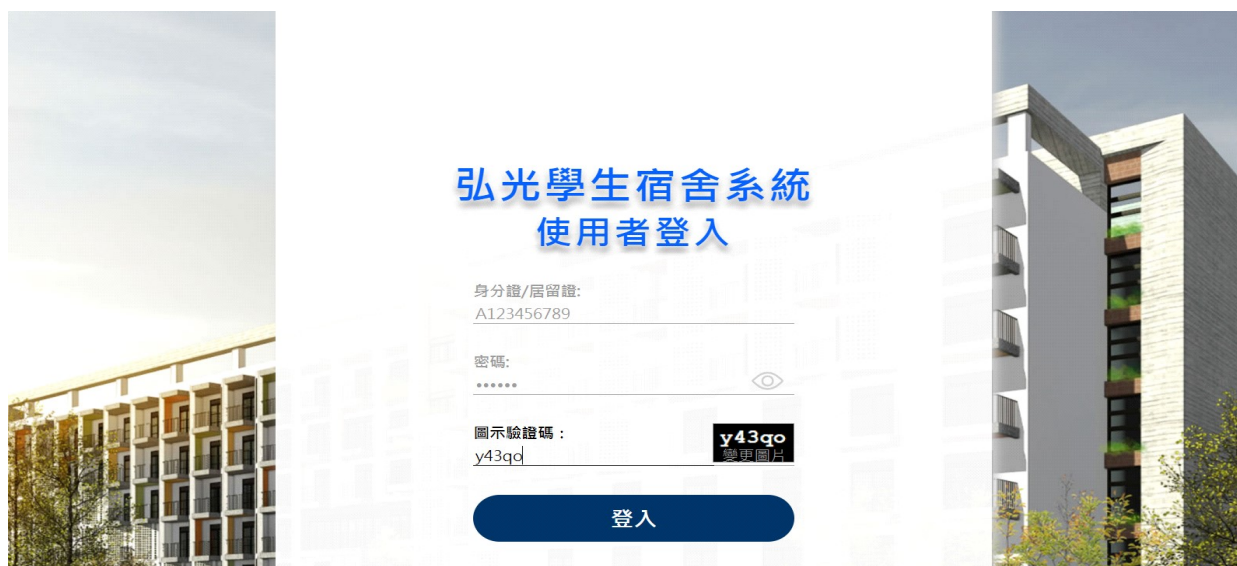 弘光學生宿舍系統
使用者登入
身分證/居留證:
A123456789
密碼:
••••••
圖示驗證碼：
y43qo
y43qo
變更圖片
登入